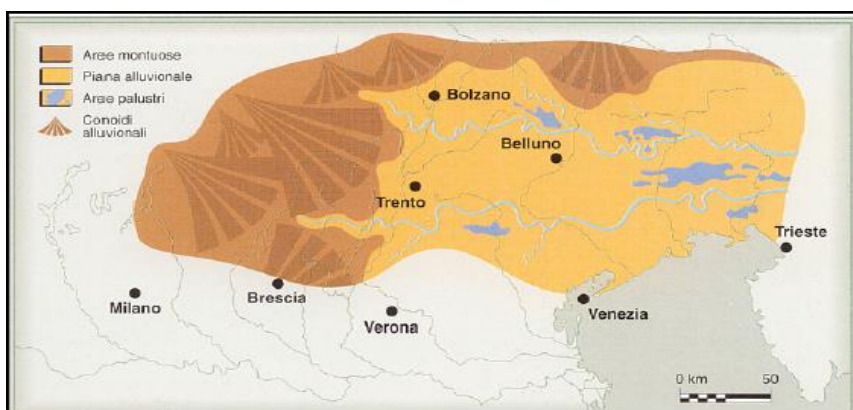 Aree montuose
Piana alluvionale
Aree palustri
Conoidi
alluvionali
Bolzano
Belluno
Trento
Trieste
Milano
Brescia
Verona
Venezia
0 km 50